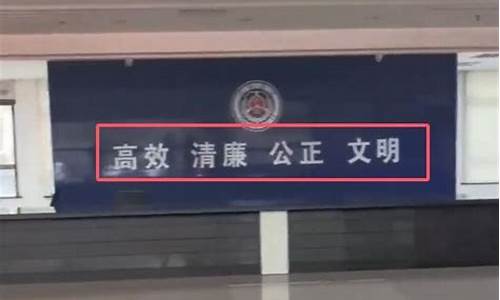 高效 清廉 公正 文明